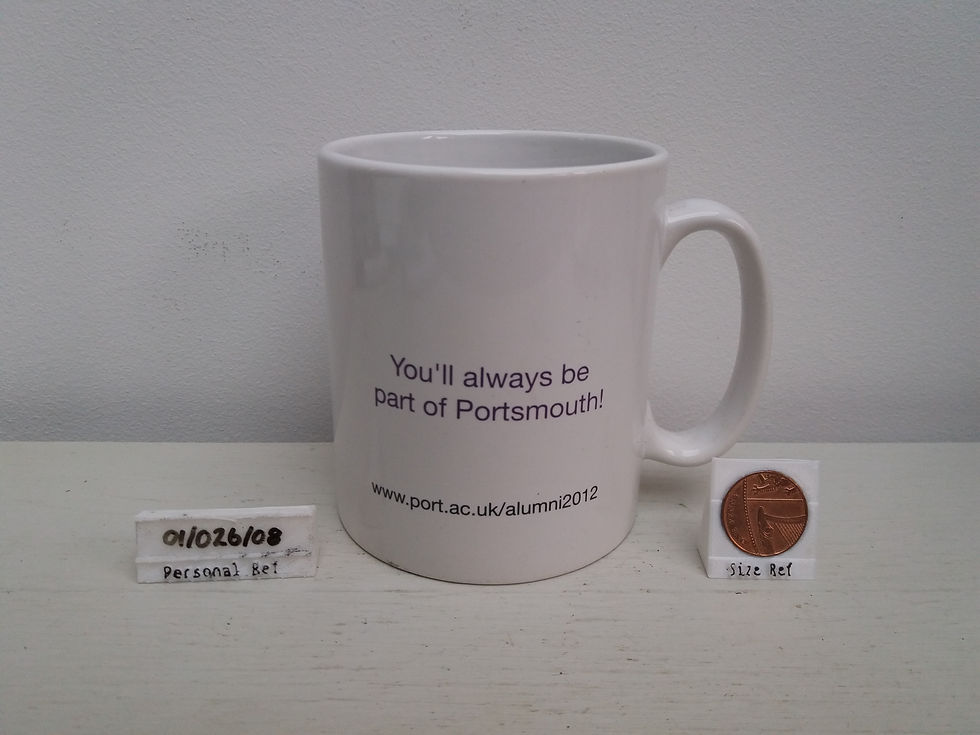 You'll always be
part of Portsmouth!
www.port.ac.uk/alumni2012
01/026/08
Personal Ref
Size Ref